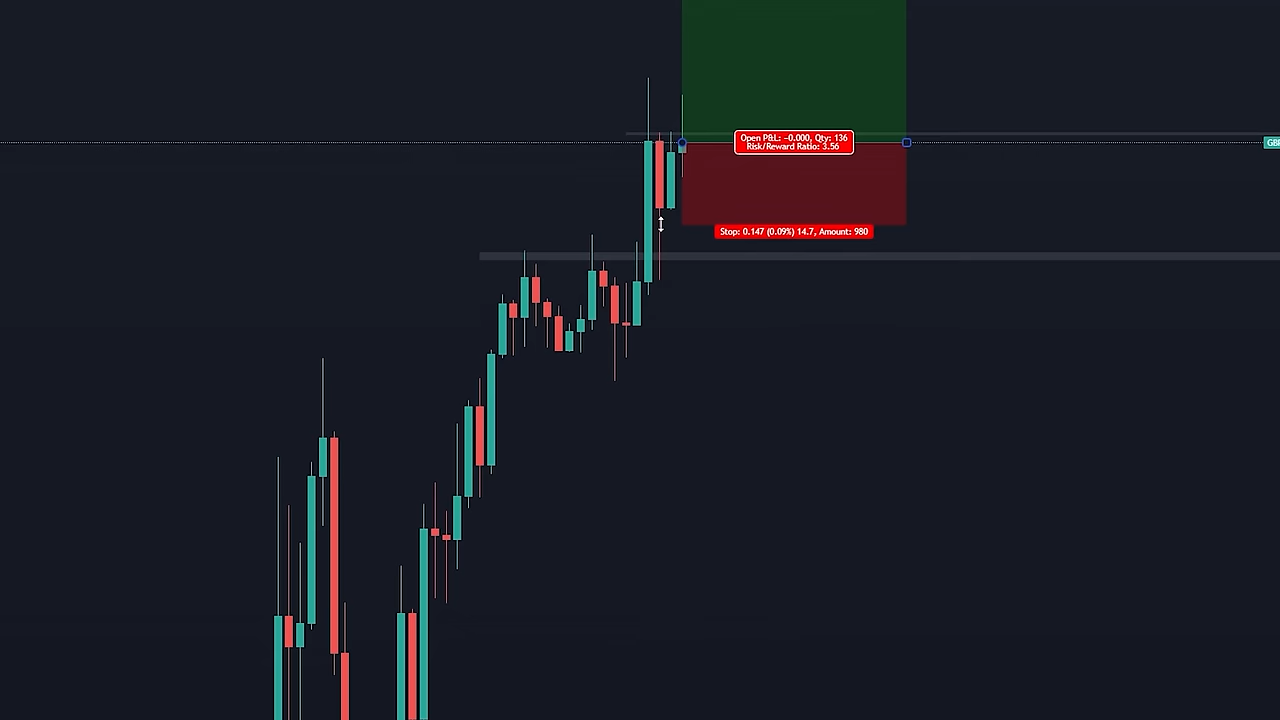 Open P&L: −0.000, Qty: 136
Risk/Reward Ratio: 3.56
GBP
Stop: 0.147 (0.09%) 14.7, Amount: 980